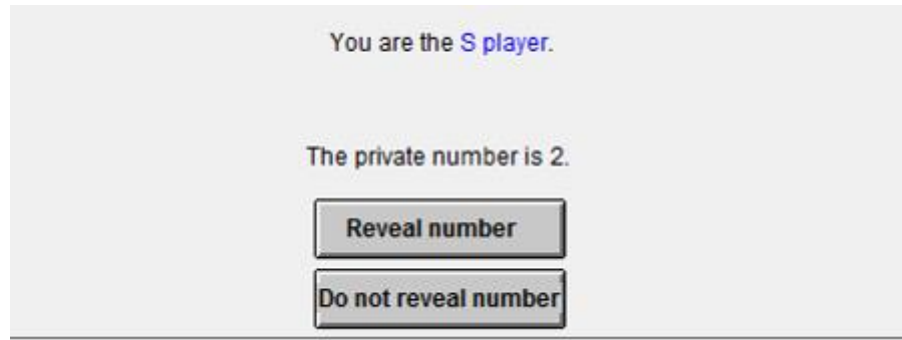 You are the S player.
The private number is 2.
Reveal number
Do not reveal number